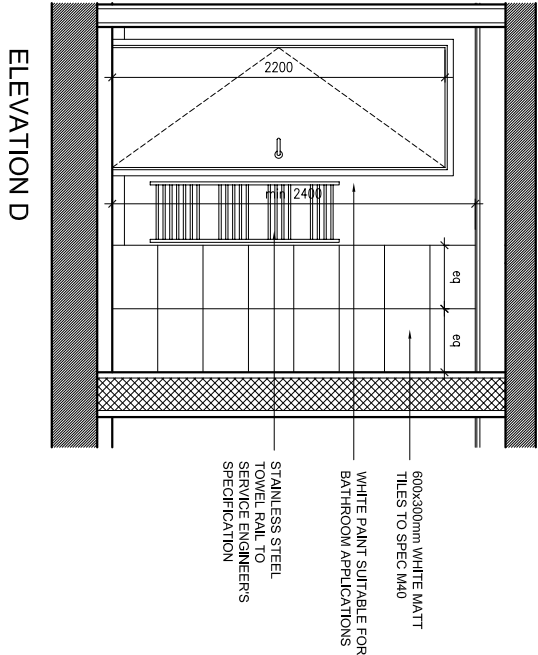 2200
min 2400
eq
eq
600x300mm WHITE MATT
TILES TO SPEC M40
WHITE PAINT SUITABLE FOR
BATHROOM APPLICATIONS
STAINLESS STEEL
TOWEL RAIL TO
SERVICE ENGINEER'S
SPECIFICATION
ELEVATION D